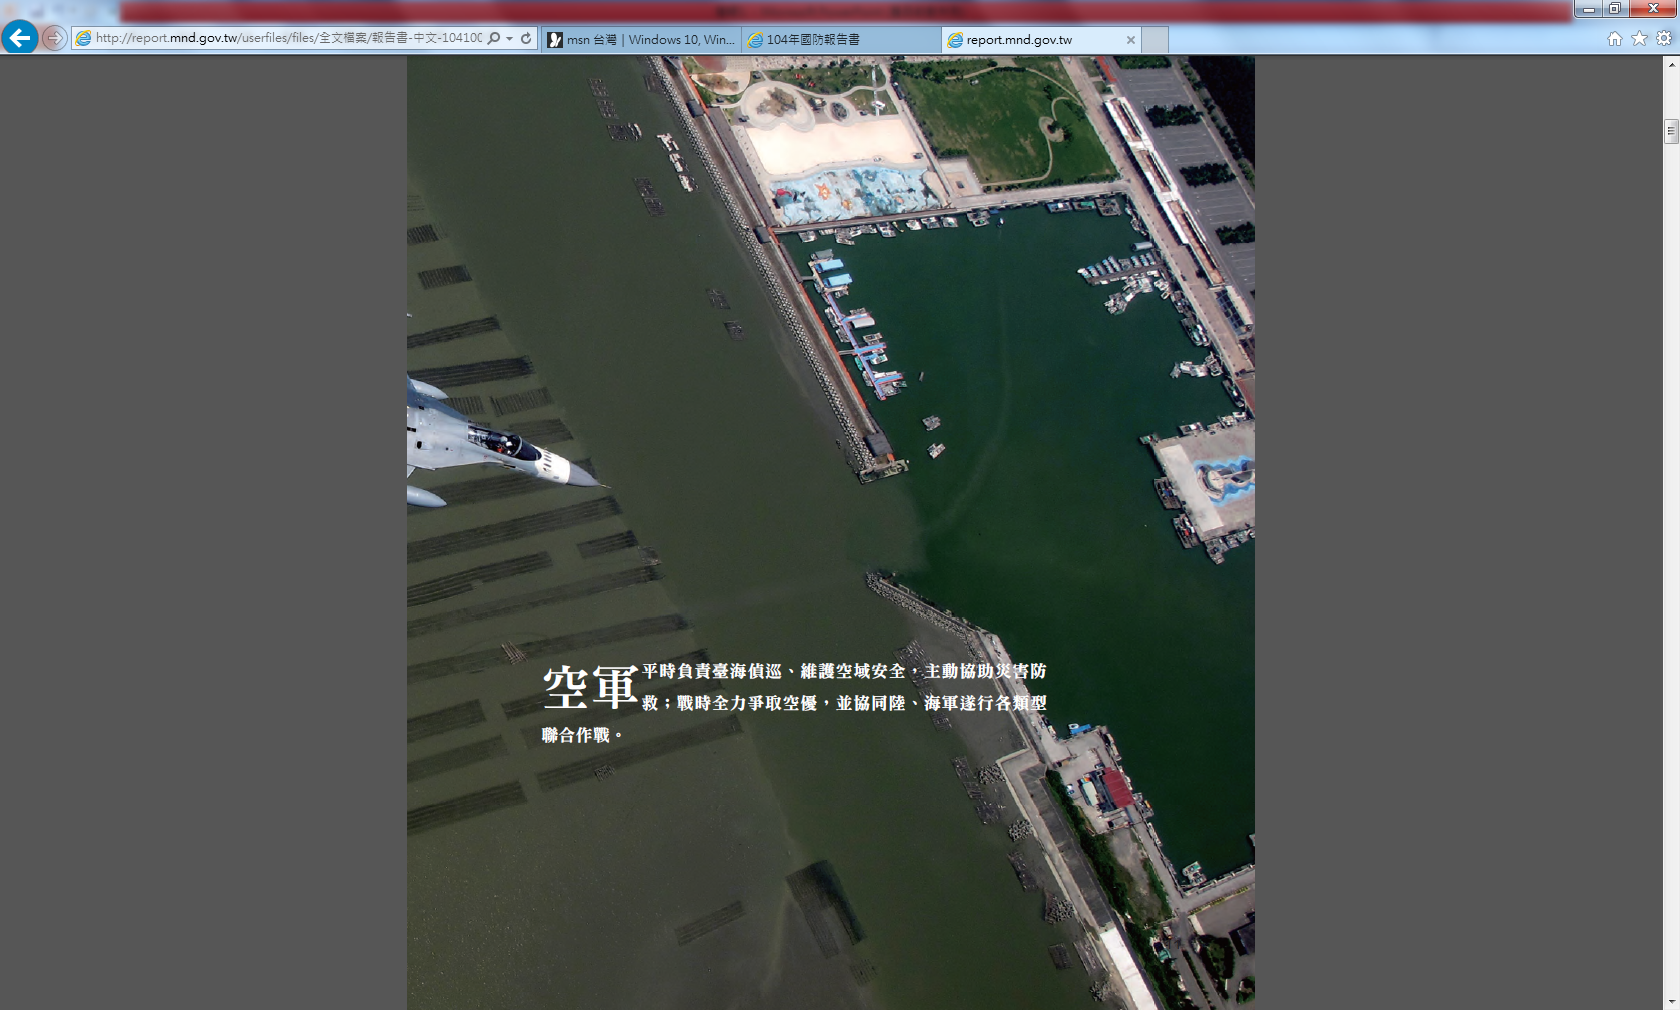 http://report.mnd.gov.tw/userfiles/files/全文檔案/報告書-中文-10410
msn 台灣 | Windows 10, Win...
104年國防報告書
report.mnd.gov.tw
空軍平時負責臺海偵巡、維護空域安全，主動協助災害防
救；戰時全力爭取空優，並協同陸、海軍遂行各類型
聯合作戰。